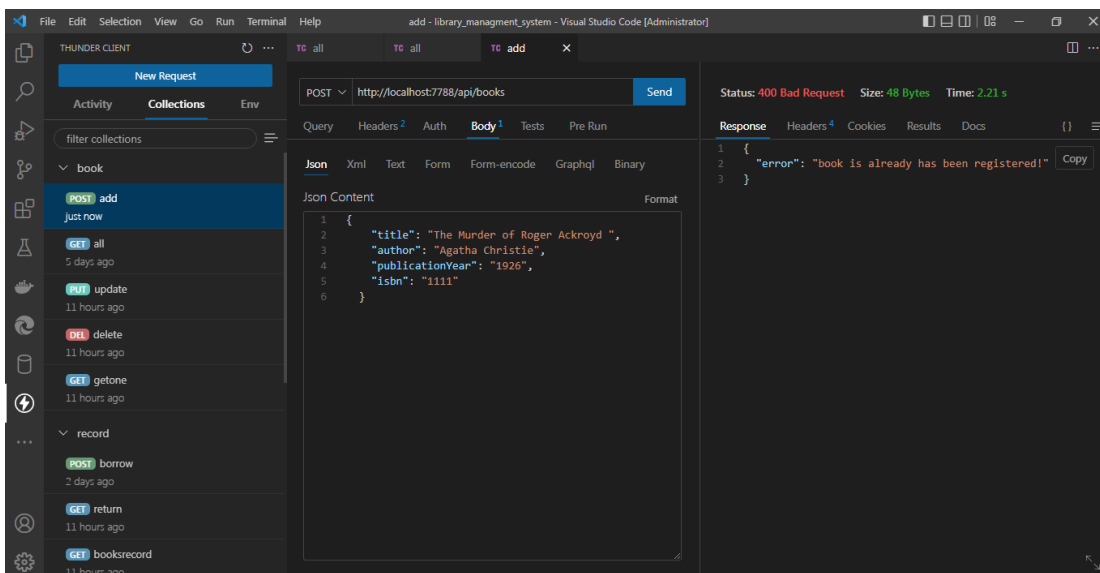 File Edit Selection View Go Run Terminal Help add - library_managment_system - Visual Studio Code [Administrator]
THUNDER CLIENT
New Request
Activity Collections Env
filter collections
book
POST add
just now
GET all
5 days ago
PUT update
11 hours ago
DEL delete
11 hours ago
GET getone
11 hours ago
record
POST borrow
2 days ago
GET return
11 hours ago
GET booksrecord
11 hours ago
TC all TC all TC add
POST http://localhost:7788/api/books Send
Query Headers 2 Auth Body 1 Tests Pre Run
Json Xml Text Form Form-encode Graphql Binary
Json Content Format
1 {
2 "title": "The Murder of Roger Ackroyd ",
3 "author": "Agatha Christie",
4 "publicationYear": "1926",
5 "isbn": "1111"
6 }
Status: 400 Bad Request Size: 48 Bytes Time: 2.21 s
Response Headers 4 Cookies Results Docs {}
1 {
2 "error": "book is already has been registered!"
3 }
Copy